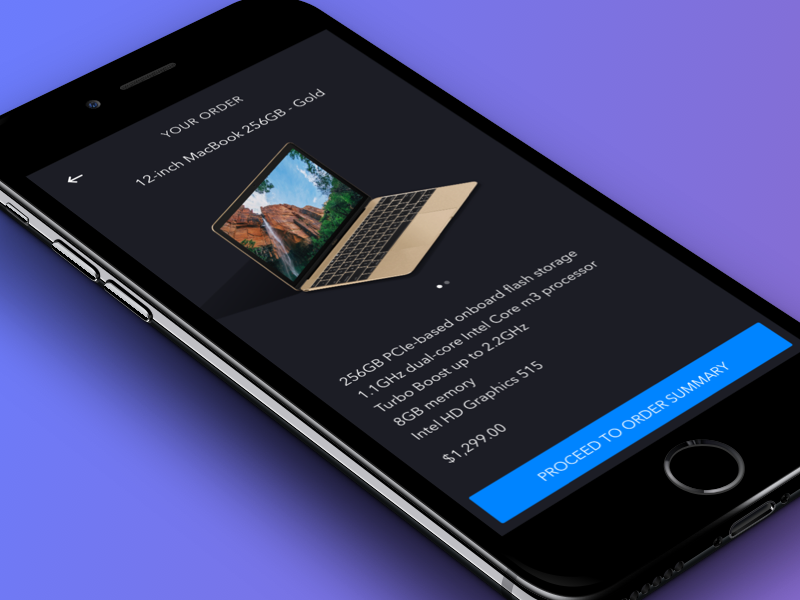 YOUR ORDER
12-inch MacBook 256GB - Gold
256GB PCIe-based onboard flash storage
1.1GHz dual-core Intel Core m3 processor
Turbo Boost up to 2.2GHz
8GB memory
Intel HD Graphics 515
$1,299.00
PROCEED TO ORDER SUMMARY